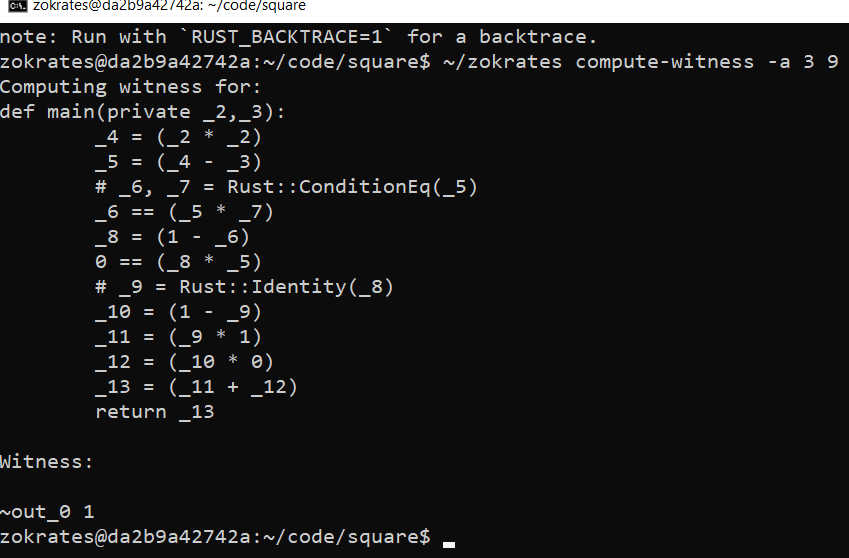 C:\. zokrates@da2b9a42742a: ~/code/square
note: Run with `RUST_BACKTRACE=1` for a backtrace.
zokrates@da2b9a42742a:~/code/square$ ~/zokrates compute-witness -a 3 9
Computing witness for:
def main(private _2,_3):
        _4 = (_2 * _2)
        _5 = (_4 - _3)
        # _6, _7 = Rust::ConditionEq(_5)
        _6 == (_5 * _7)
        _8 = (1 - _6)
        0 == (_8 * _5)
        # _9 = Rust::Identity(_8)
        _10 = (1 - _9)
        _11 = (_9 * 1)
        _12 = (_10 * 0)
        _13 = (_11 + _12)
        return _13
Witness:
~out_0 1
zokrates@da2b9a42742a:~/code/square$